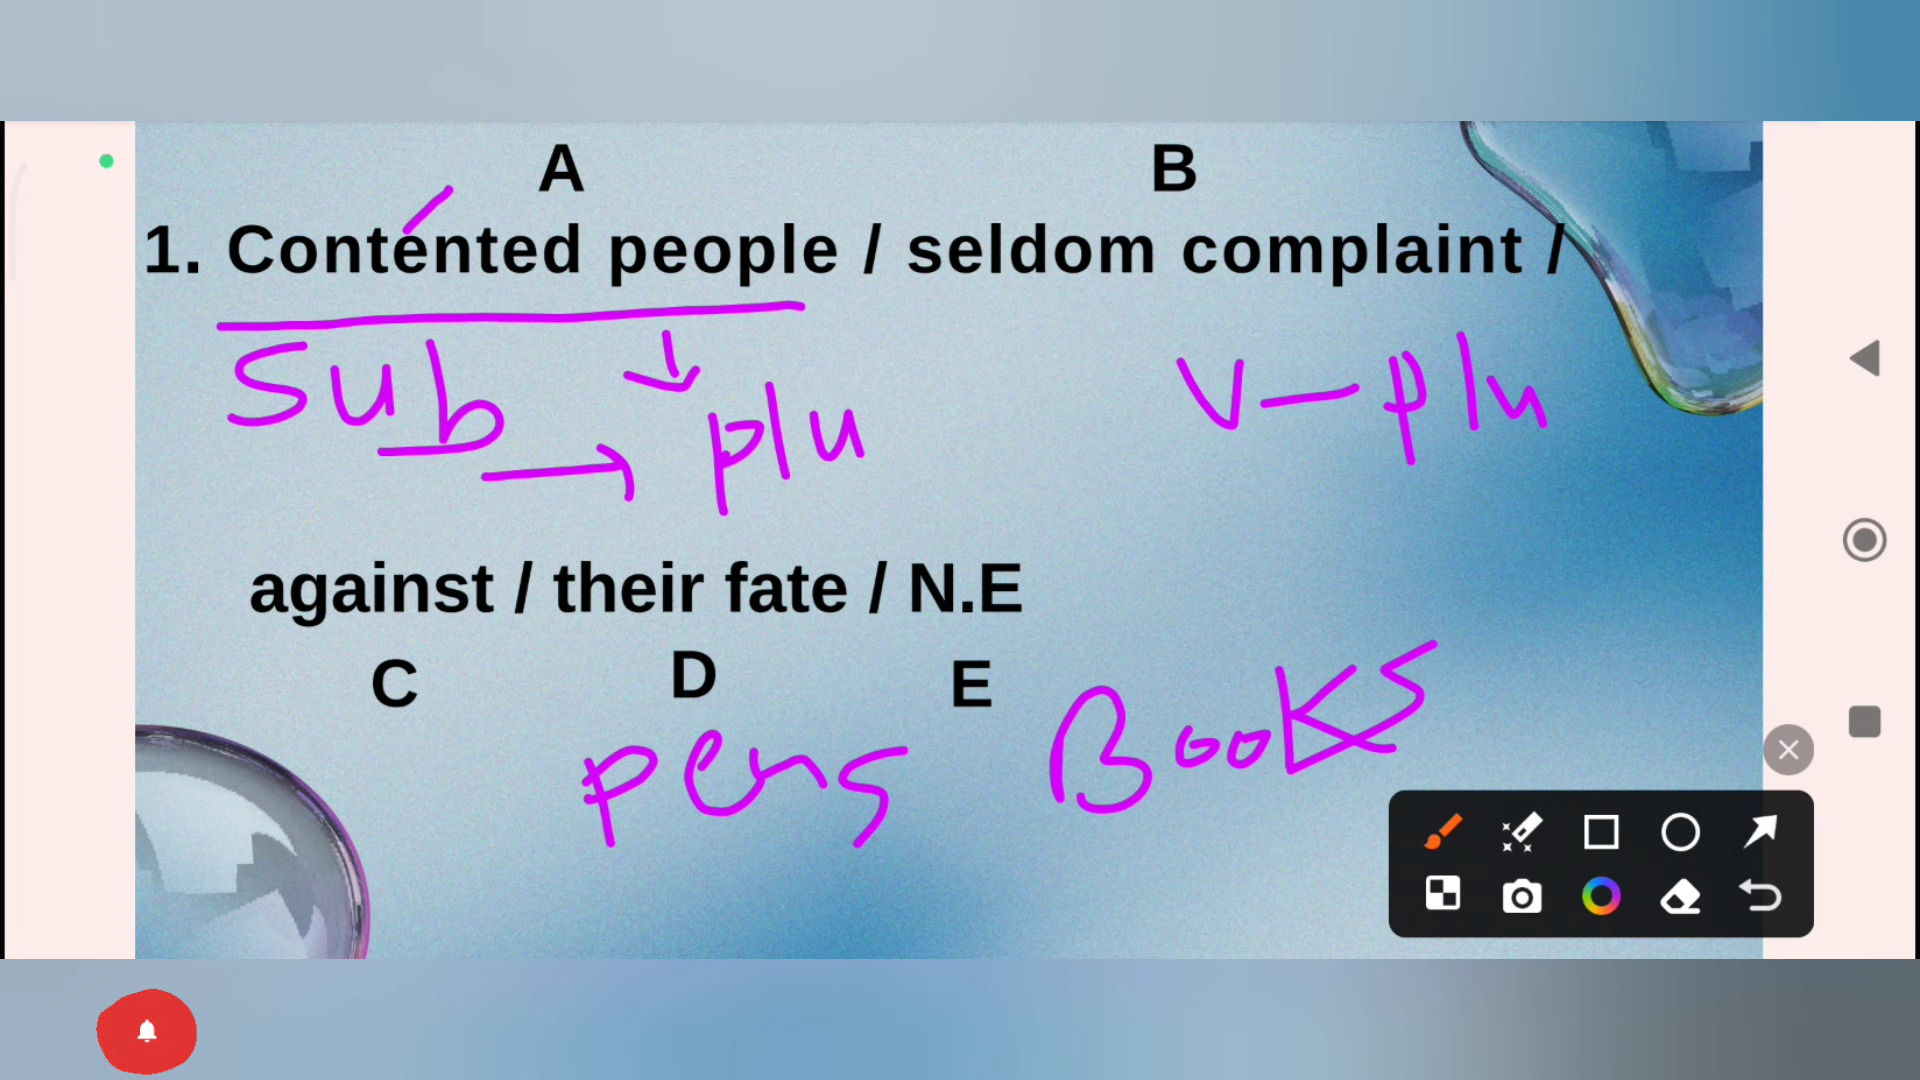 A B
1. Contented people / seldom complaint /
Sub plu V - plu
against / their fate / N.E
C D E
pens Books